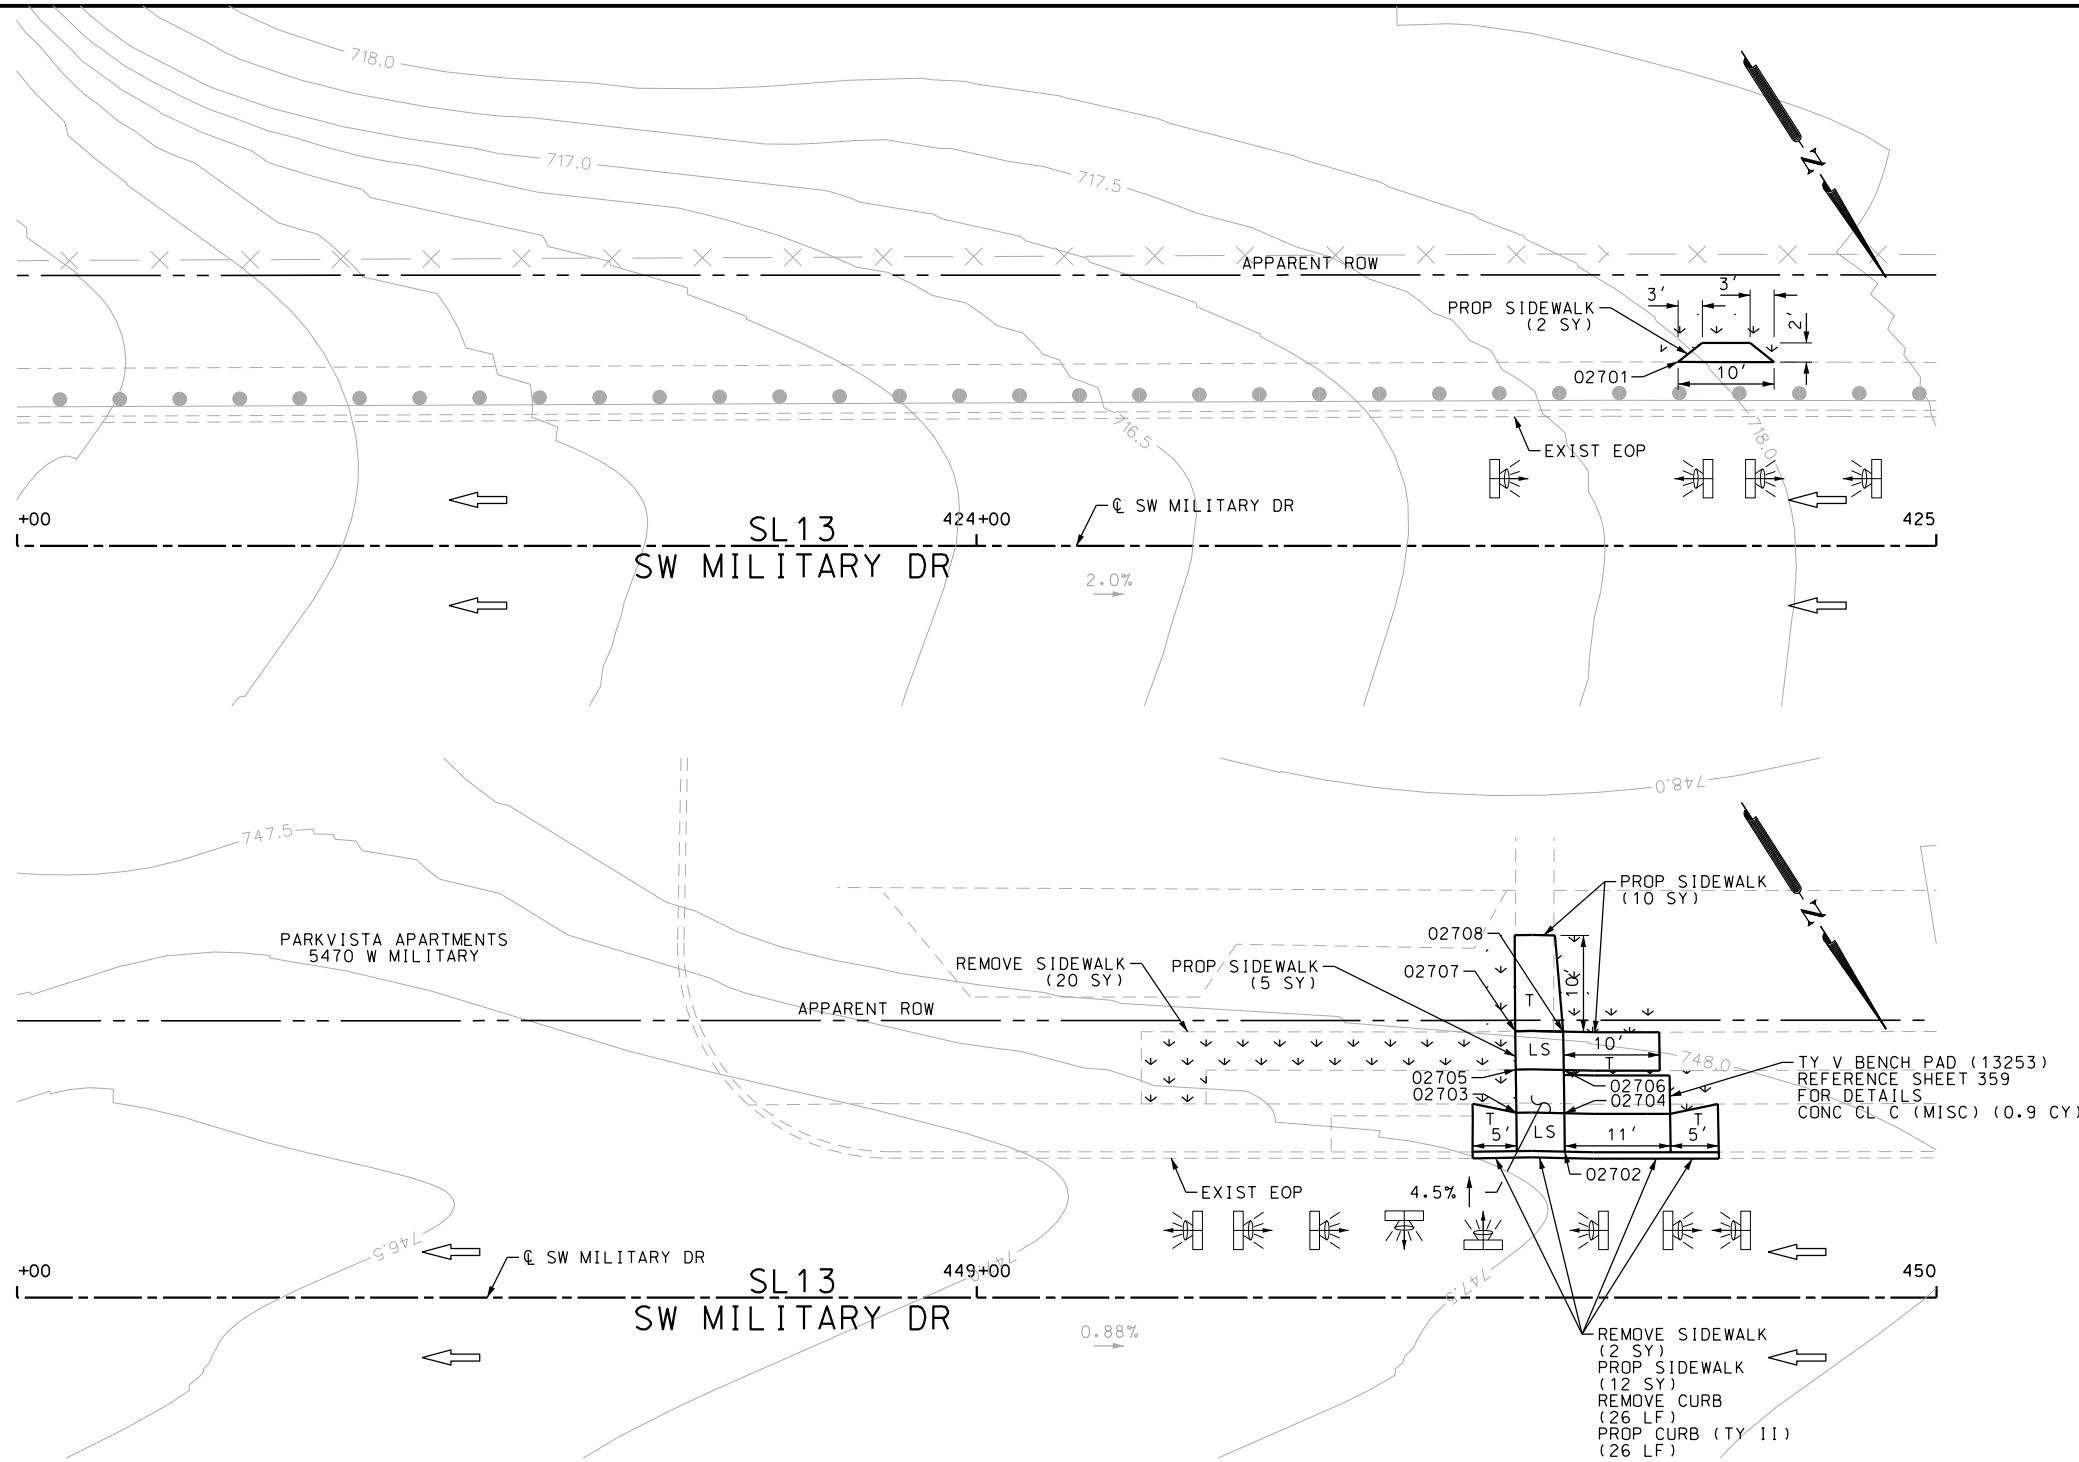 718.0
717.0
717.5
N
APPARENT ROW
3'
3'
PROP SIDEWALK
(2 SY)
2'
02701
10'
716.5
718.0
EXIST EOP
+00
SL13
424+00
℄ SW MILITARY DR
425
SW MILITARY DR
2.0%
748.0
747.5
N
PROP SIDEWALK
(10 SY)
PARKVISTA APARTMENTS
5470 W MILITARY
02708
REMOVE SIDEWALK
(20 SY)
PROP SIDEWALK
(5 SY)
02707
10'
T
APPARENT ROW
LS
10'
T
748.0
TY V BENCH PAD (13253)
REFERENCE SHEET 359
FOR DETAILS
CONC CL C (MISC) (0.9 CY)
02705
02703
02706
02704
S
T
5'
LS
11'
T
5'
02702
EXIST EOP
4.5%
746.5
℄ SW MILITARY DR
747.0
747.5
+00
SL13
449+00
450
SW MILITARY DR
0.88%
REMOVE SIDEWALK
(2 SY)
PROP SIDEWALK
(12 SY)
REMOVE CURB
(26 LF)
PROP CURB (TY II)
(26 LF)